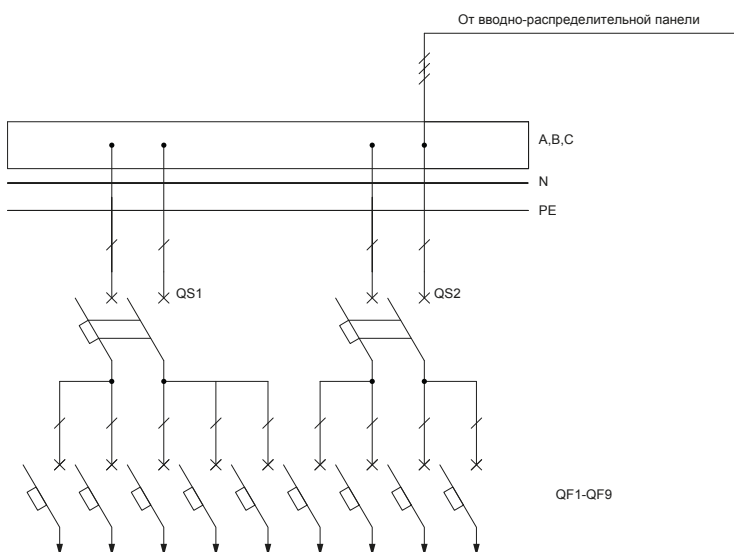 От вводно-распределительной панели
A,B,C
N
PE
QS1
QS2
QF1-QF9